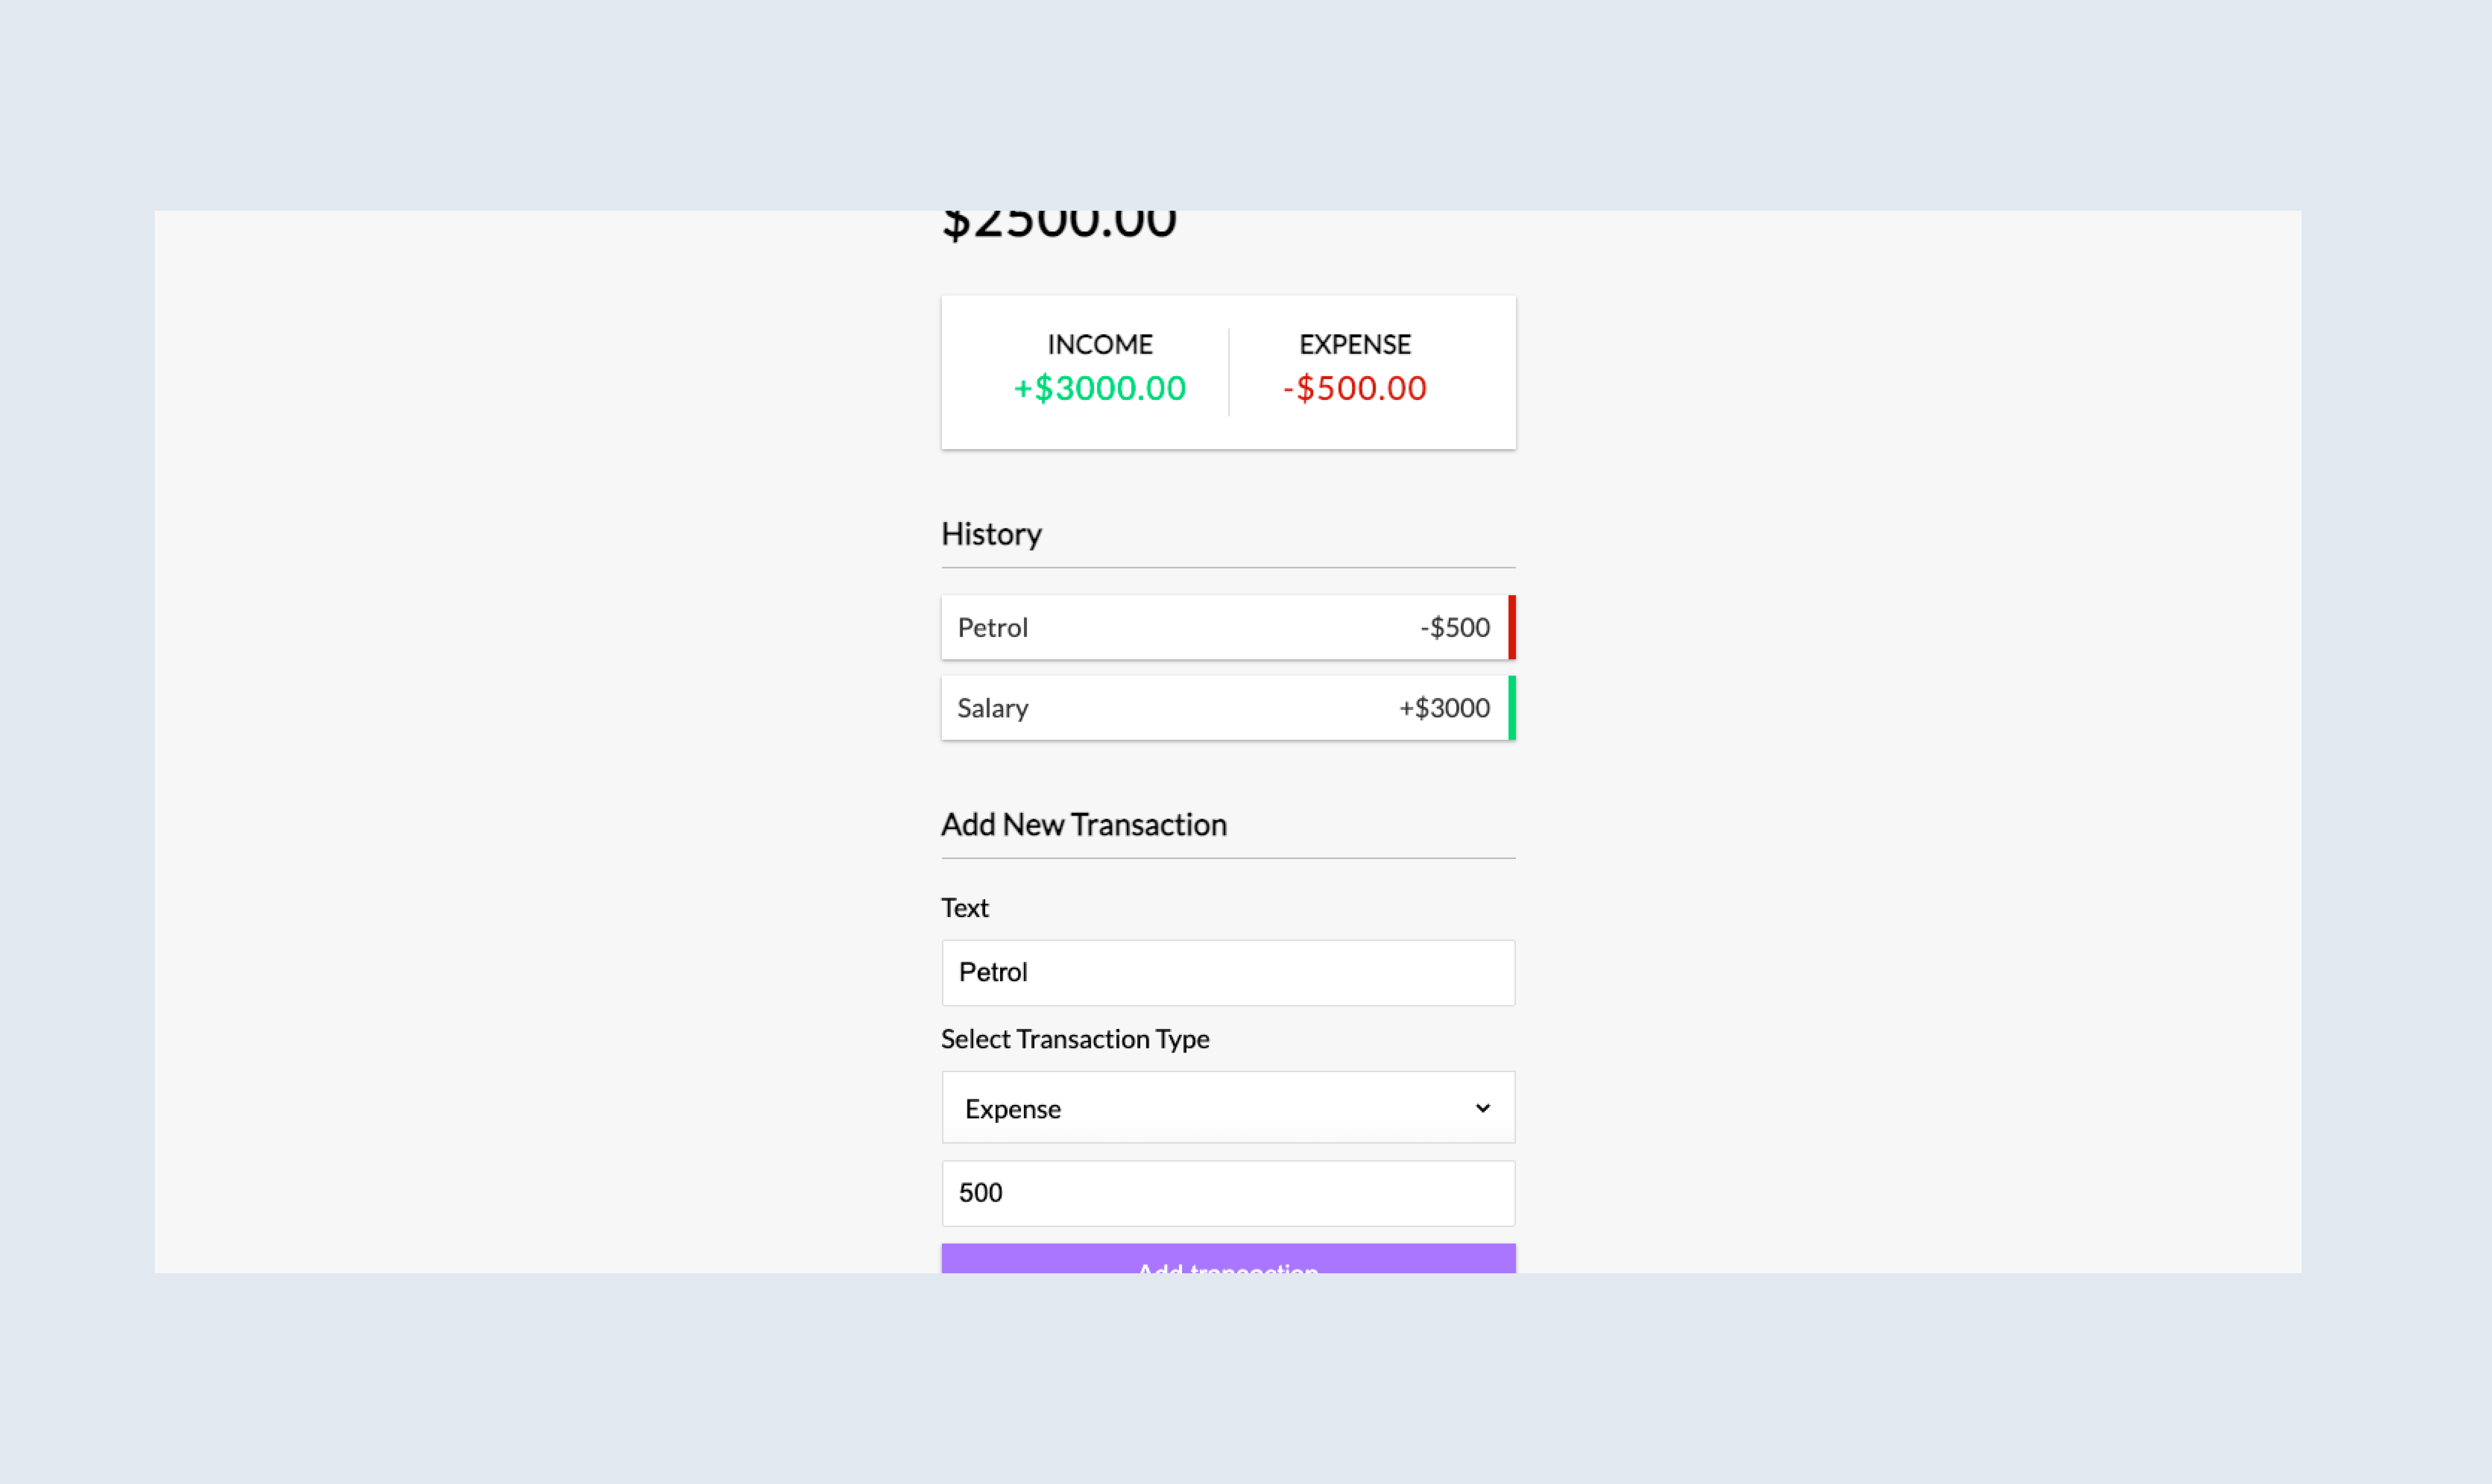 $2500.00
INCOME
EXPENSE
+$3000.00
-$500.00
History
Petrol
-$500
Salary
+$3000
Add New Transaction
Text
Petrol
Select Transaction Type
Expense
500
Add transaction